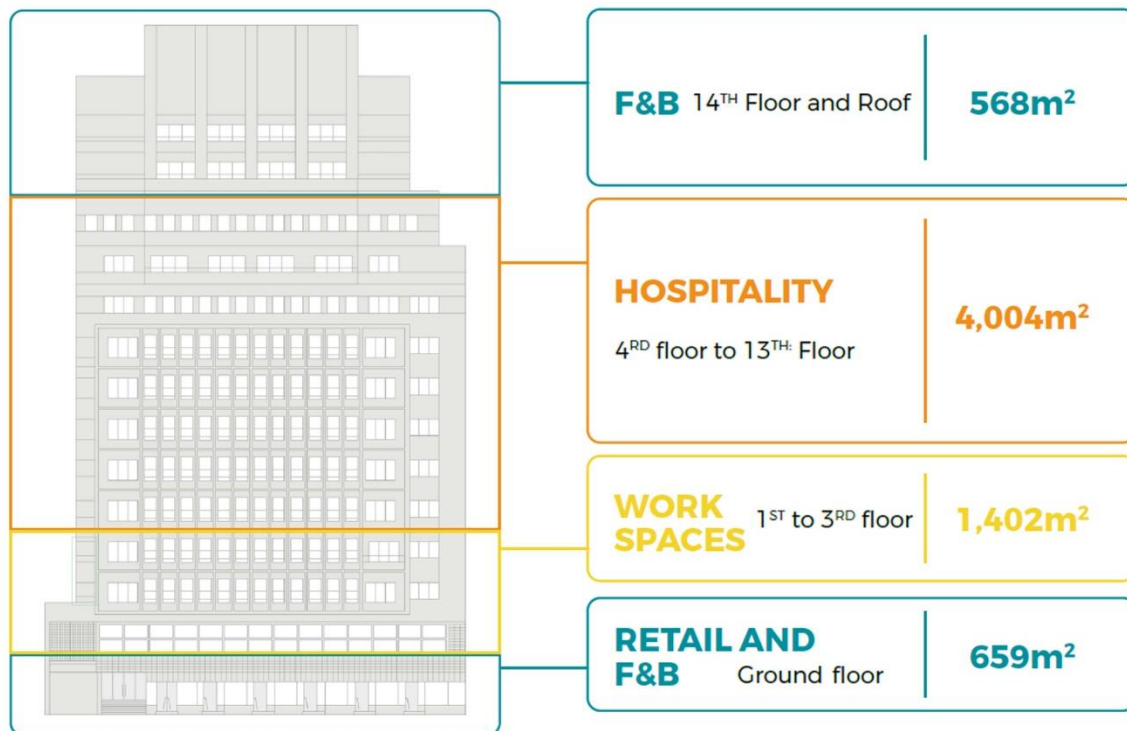 F&B 14TH Floor and Roof
568m²
HOSPITALITY
4RD floor to 13TH: Floor
4,004m²
WORK
SPACES 1ST to 3RD floor
1,402m²
RETAIL AND
F&B Ground floor
659m²